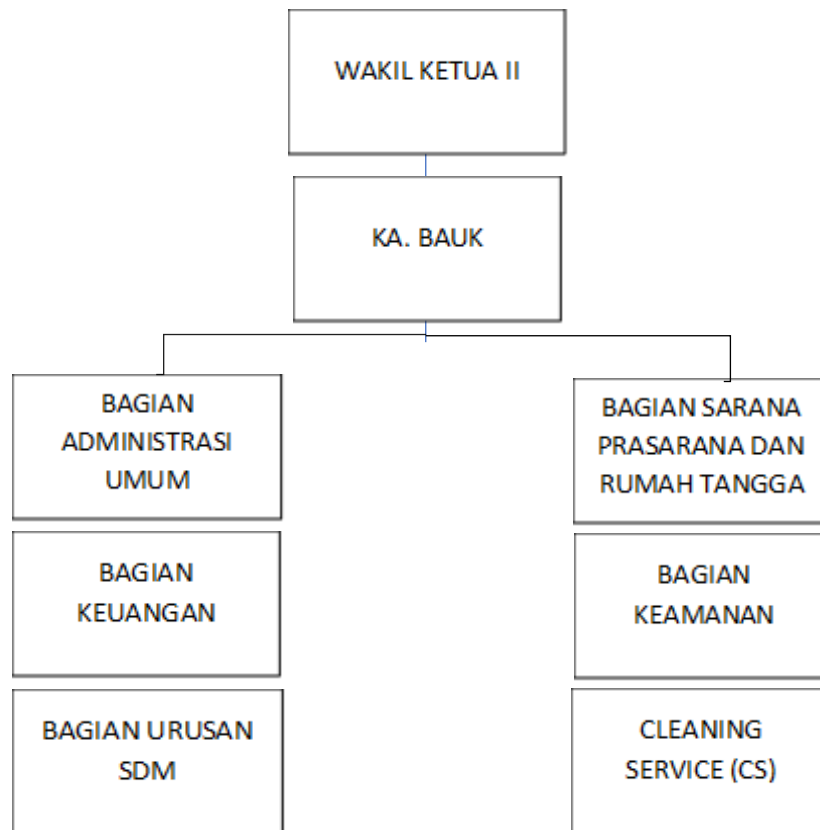 WAKIL KETUA II
KA. BAUK
BAGIAN
ADMINISTRASI
UMUM
BAGIAN SARANA
PRASARANA DAN
RUMAH TANGGA
BAGIAN
KEUANGAN
BAGIAN
KEAMANAN
BAGIAN URUSAN
SDM
CLEANING
SERVICE (CS)